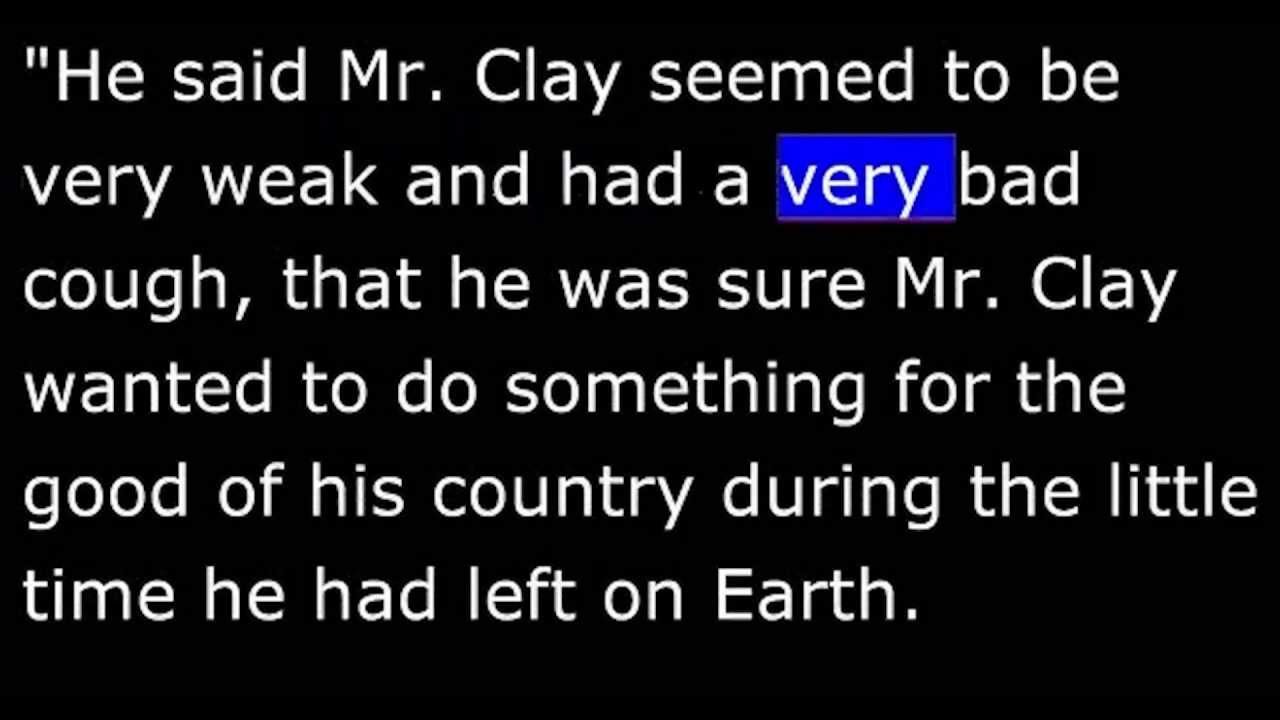 "He said Mr. Clay seemed to be
very weak and had a very bad
cough, that he was sure Mr. Clay
wanted to do something for the
good of his country during the little
time he had left on Earth.